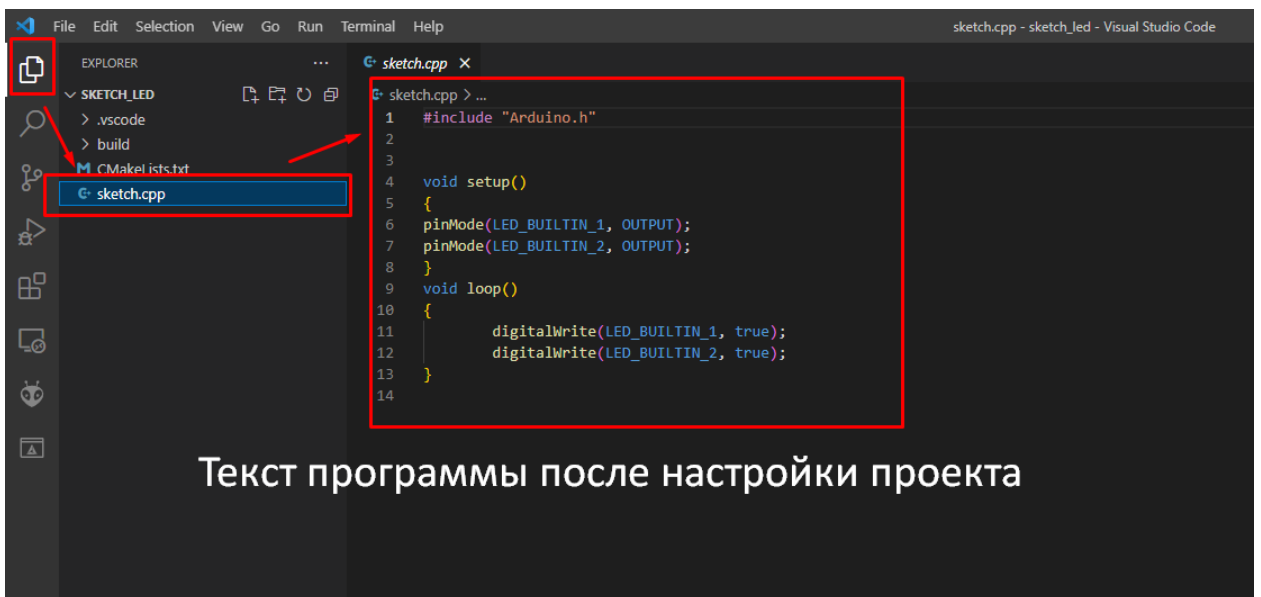 File Edit Selection View Go Run Terminal Help
sketch.cpp - sketch_led - Visual Studio Code
EXPLORER ...
SKETCH_LED
> .vscode
> build
M CMakeLists.txt
sketch.cpp
sketch.cpp ×
sketch.cpp > ...
1 #include "Arduino.h"
2
3
4 void setup()
5 {
6 pinMode(LED_BUILTIN_1, OUTPUT);
7 pinMode(LED_BUILTIN_2, OUTPUT);
8 }
9 void loop()
10 {
11 digitalWrite(LED_BUILTIN_1, true);
12 digitalWrite(LED_BUILTIN_2, true);
13 }
14
Текст программы после настройки проекта